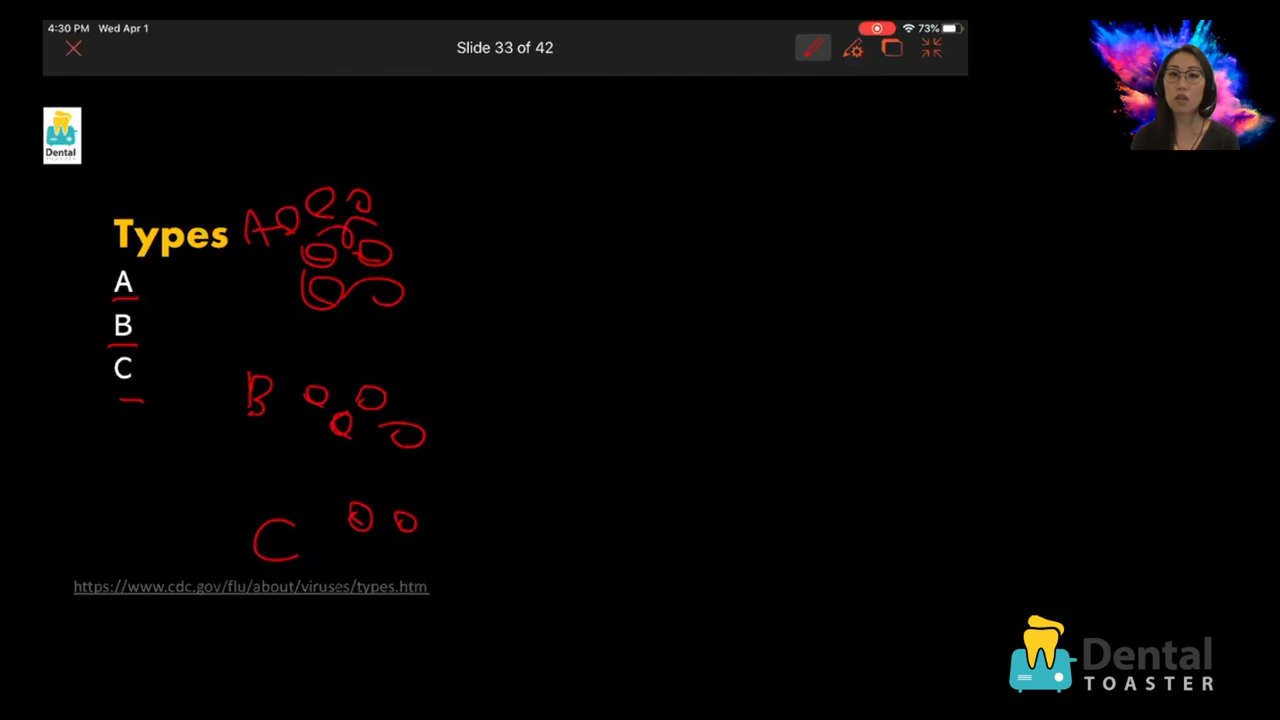 4:30 PM Wed Apr 1
73%
Slide 33 of 42
Dental
TOASTER
Types
A
A
B
C
B
C
https://www.cdc.gov/flu/about/viruses/types.htm
Dental
TOASTER